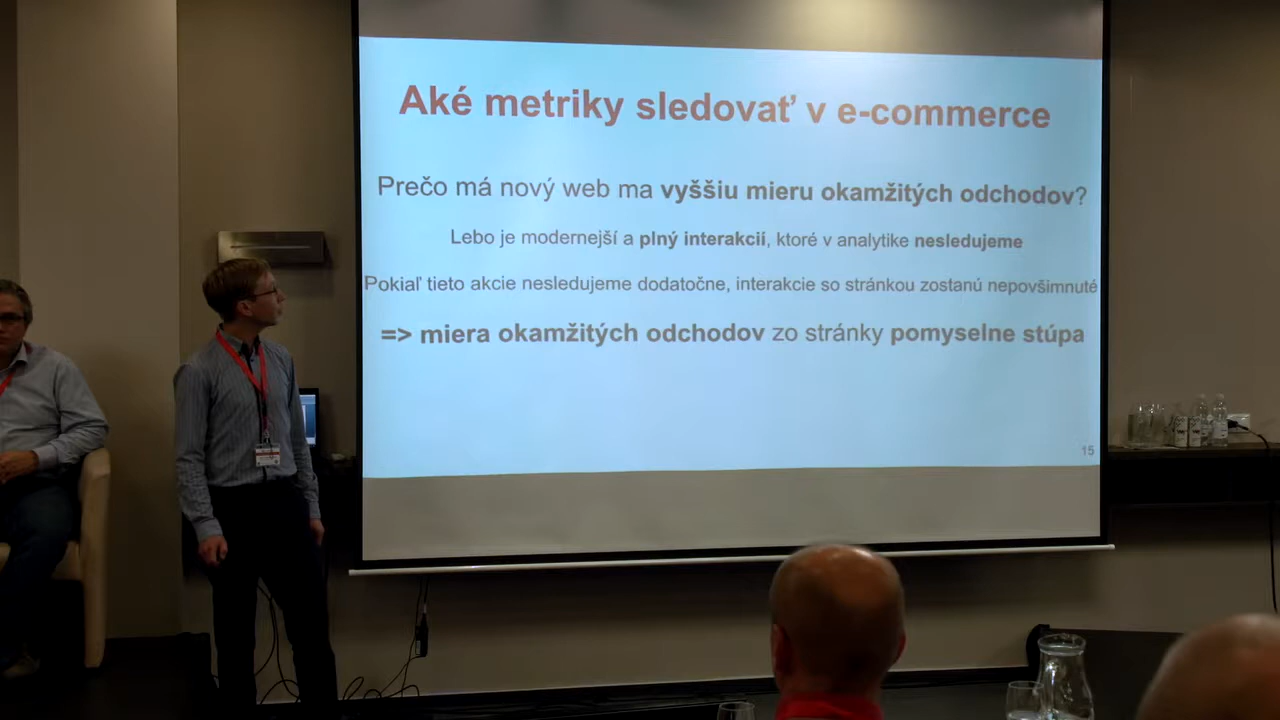 Aké metriky sledovať v e-commerce
Prečo má nový web ma vyššiu mieru okamžitých odchodov?
Lebo je modernejší a plný interakcií, ktoré v analytike nesledujeme
Pokiaľ tieto akcie nesledujeme dodatočne, interakcie so stránkou zostanú nepovšimnuté
=> miera okamžitých odchodov zo stránky pomyselne stúpa
15